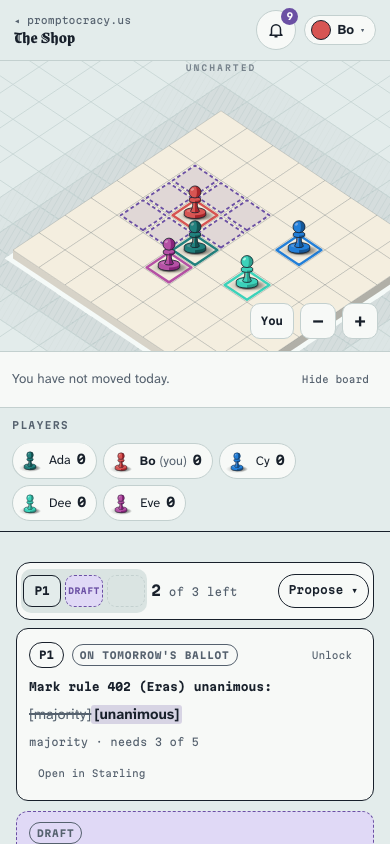 ◂ promptocracy.us
The Shop
9
Bo ▾
UNCHARTED
You
−
+
You have not moved today.
Hide board
PLAYERS
Ada 0
Bo (you) 0
Cy 0
Dee 0
Eve 0
P1
DRAFT
2 of 3 left
Propose ▾
P1
ON TOMORROW'S BALLOT
Unlock
Mark rule 402 (Eras) unanimous:
[majority] [unanimous]
majority · needs 3 of 5
Open in Starling
DRAFT